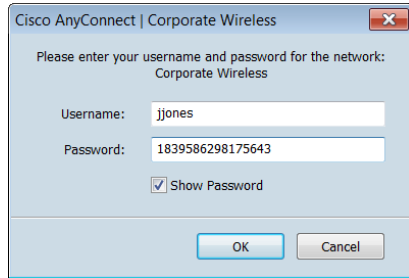 Cisco AnyConnect | Corporate Wireless
Please enter your username and password for the network:
Corporate Wireless
Username: jjones
Password: 1839586298175643
Show Password
OK Cancel